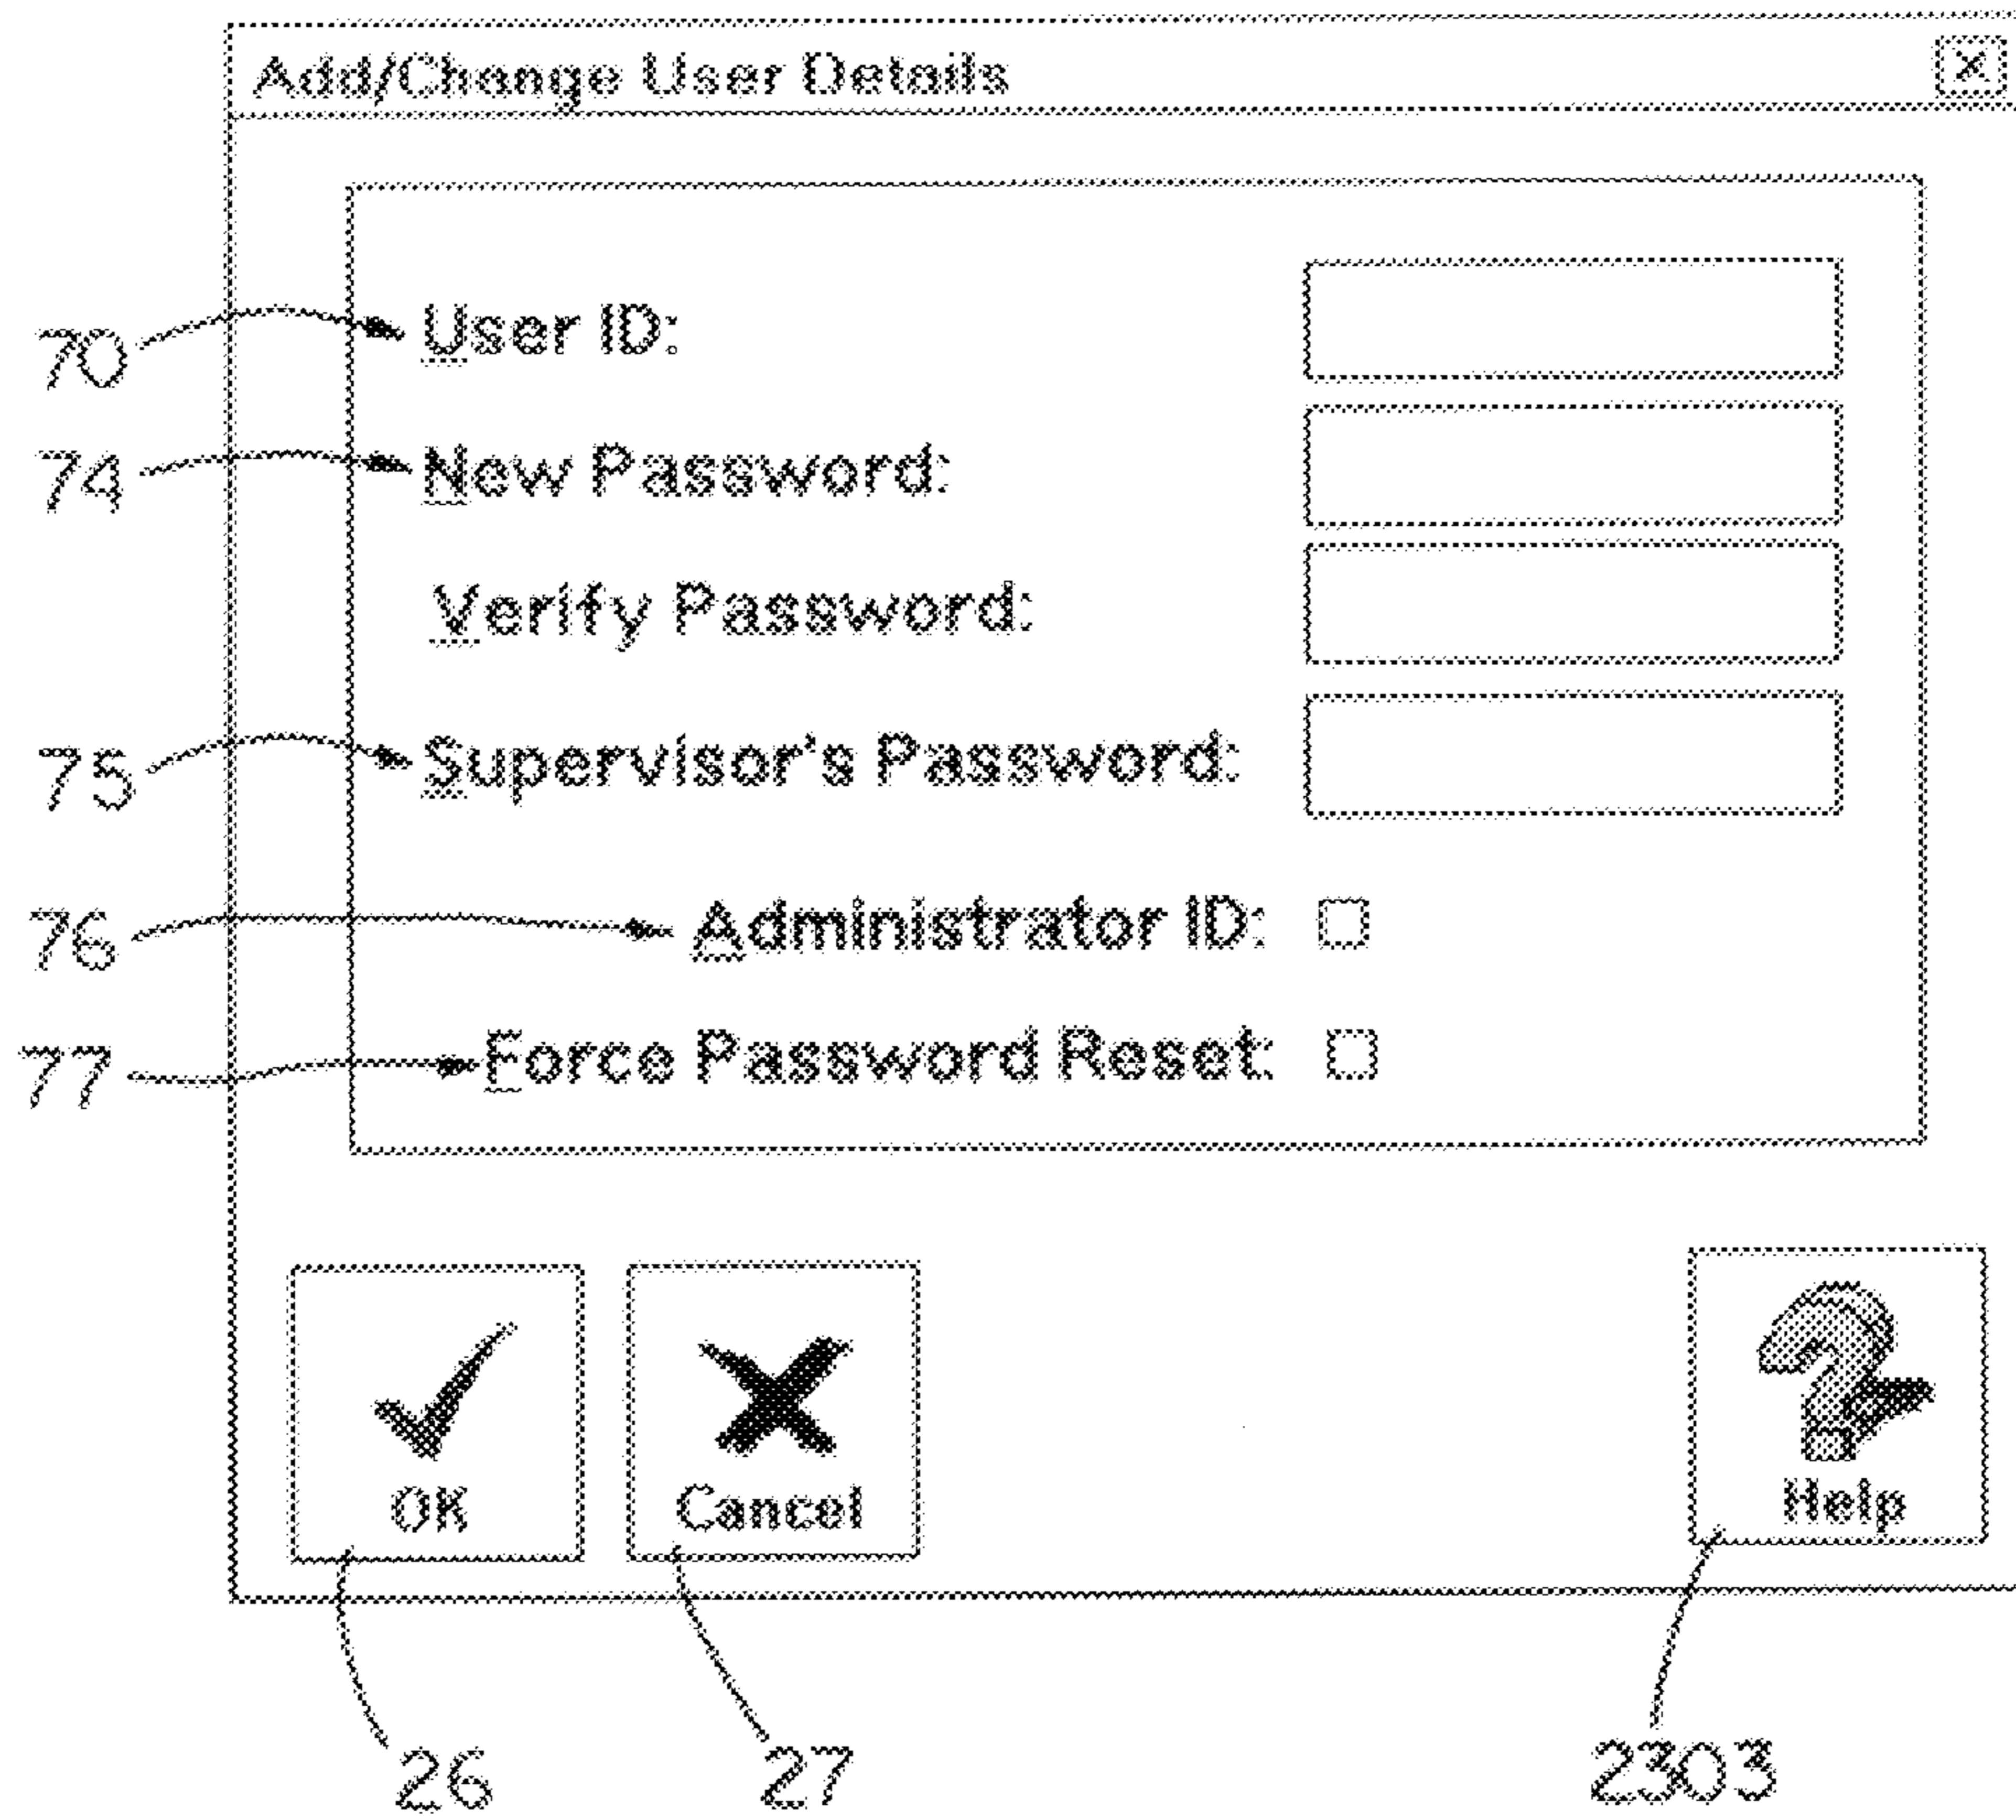 Add/Change User Details
70 User ID:
74 New Password:
Verify Password:
75 Supervisor's Password:
76 Administrator ID:
77 Force Password Reset:
OK Cancel Help
26 27 2303